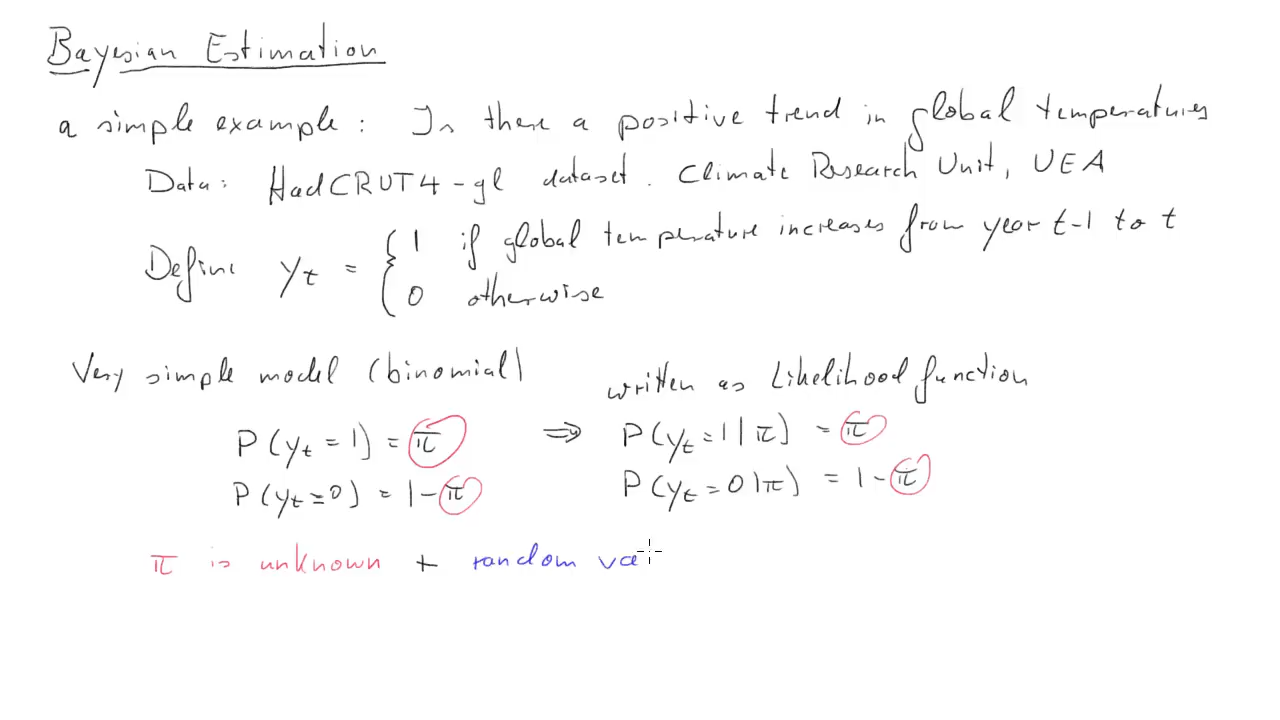 Bayesian Estimation
a simple example: Is there a positive trend in global temperatures
Data: HadCRUT4-gl dataset. Climate Research Unit, UEA
Define yt = { 1 if global temperature increases from year t-1 to t
0 otherwise
Very simple model (binomial) written as Likelihood function
P(yt = 1) = π ⇒ P(yt = 1 | π) = π
P(yt = 0) = 1 - π P(yt = 0 | π) = 1 - π
π is unknown + random va